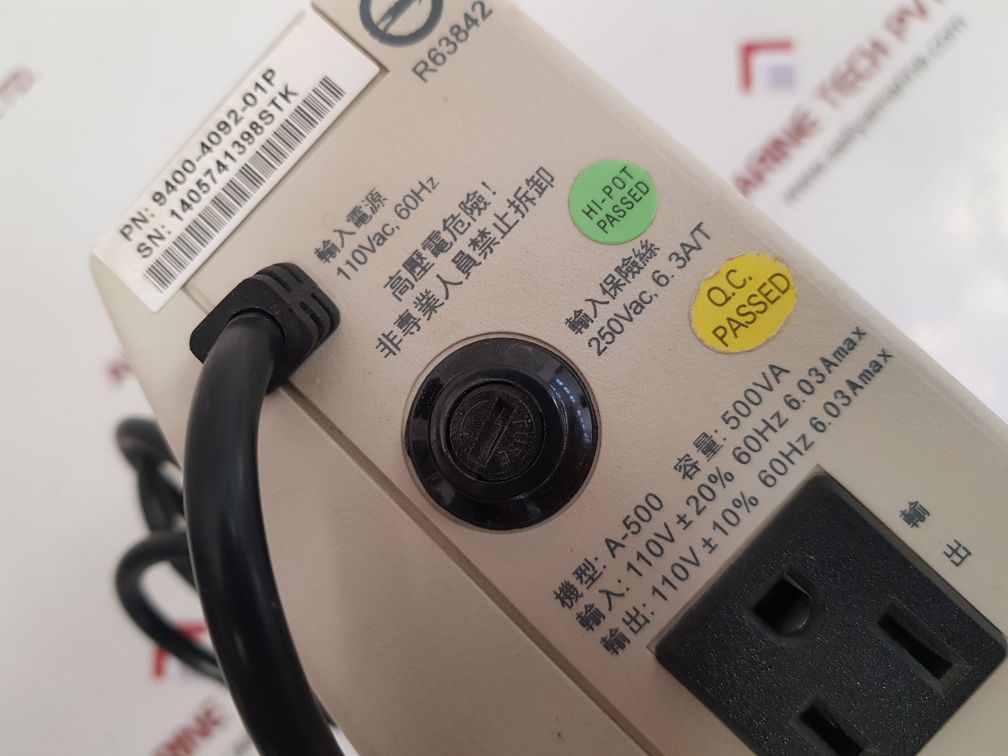 R63842
PN: 9400-4092-01P
SN: 1405741398STK
輸入電源
110Vac, 60Hz
高壓電危險!
非專業人員禁止拆卸
HI-POT
PASSED
輸入保險絲
250Vac, 6. 3A/T
Q.C.
PASSED
FUSE
機型: A-500 容量: 500VA
輸入: 110V ±20% 60Hz 6.03Amax
輸出: 110V ±10% 60Hz 6.03Amax
輸出